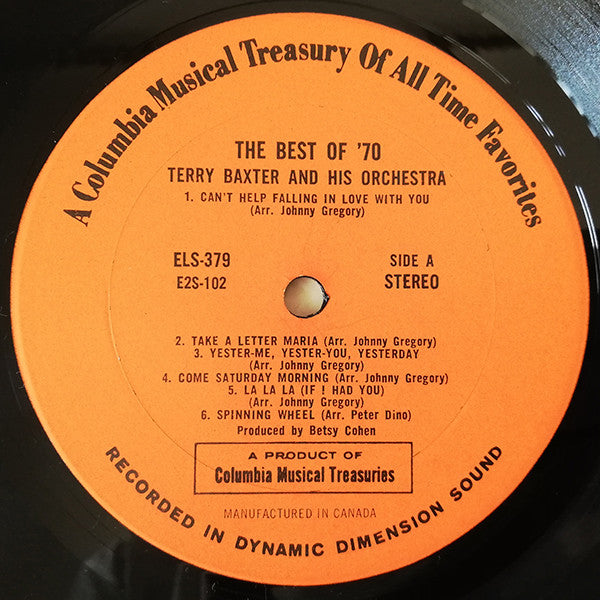 A Columbia Musical Treasury Of All Time Favorites
THE BEST OF '70
TERRY BAXTER AND HIS ORCHESTRA
1. CAN'T HELP FALLING IN LOVE WITH YOU
(Arr. Johnny Gregory)
ELS-379
E2S-102
SIDE A
STEREO
2. TAKE A LETTER MARIA (Arr. Johnny Gregory)
3. YESTER-ME, YESTER-YOU, YESTERDAY
(Arr. Johnny Gregory)
4. COME SATURDAY MORNING (Arr. Johnny Gregory)
5. LA LA LA (IF I HAD YOU)
(Arr. Johnny Gregory)
6. SPINNING WHEEL (Arr. Peter Dino)
Produced by Betsy Cohen
A PRODUCT OF
Columbia Musical Treasuries
MANUFACTURED IN CANADA
RECORDED IN DYNAMIC DIMENSION SOUND